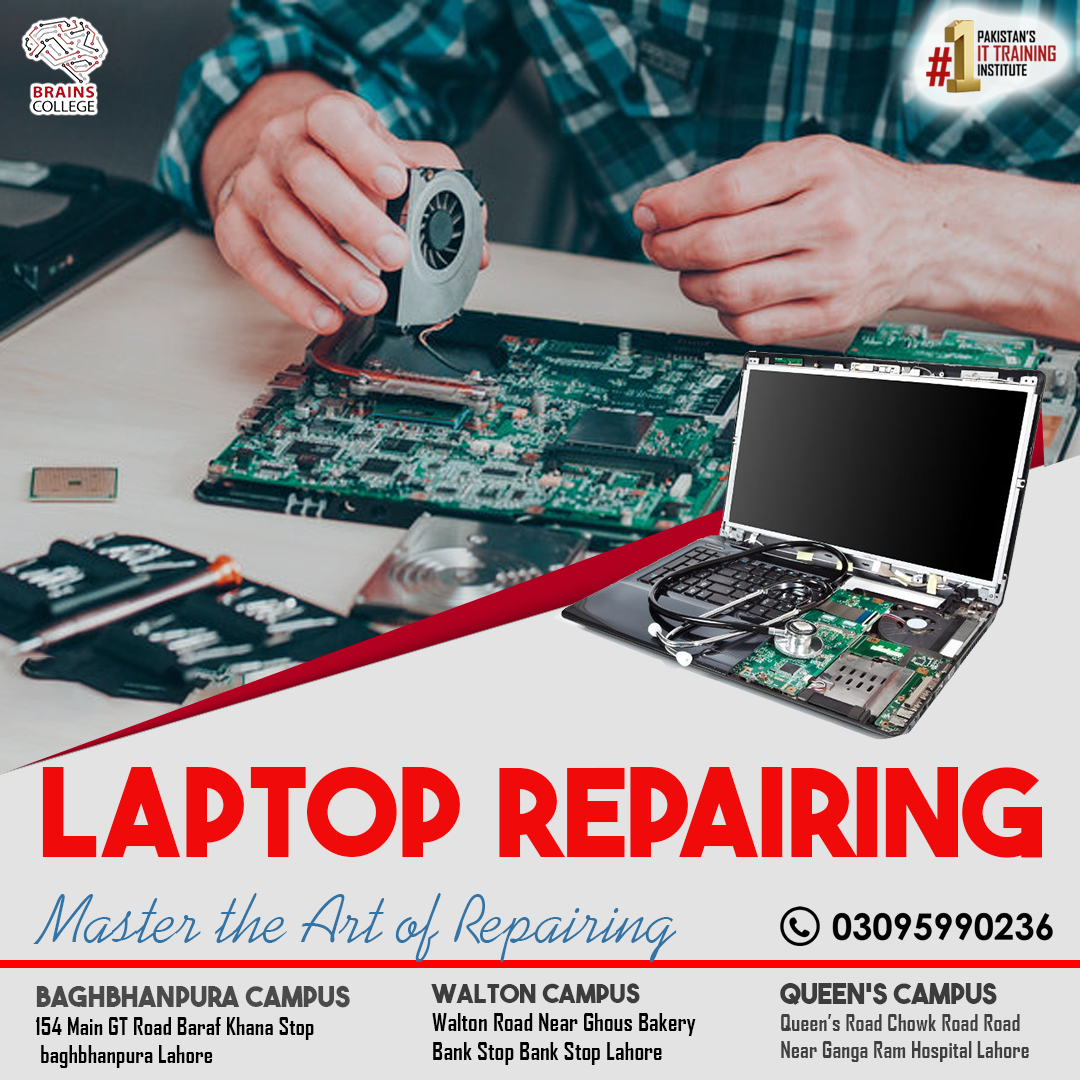 BRAINS
COLLEGE
#1 PAKISTAN'S
IT TRAINING
INSTITUTE
LAPTOP REPAIRING
Master the Art of Repairing
03095990236
BAGHBHANPURA CAMPUS
154 Main GT Road Baraf Khana Stop
baghbhanpura Lahore
WALTON CAMPUS
Walton Road Near Ghous Bakery
Bank Stop Bank Stop Lahore
QUEEN'S CAMPUS
Queen's Road Chowk Road Road
Near Ganga Ram Hospital Lahore